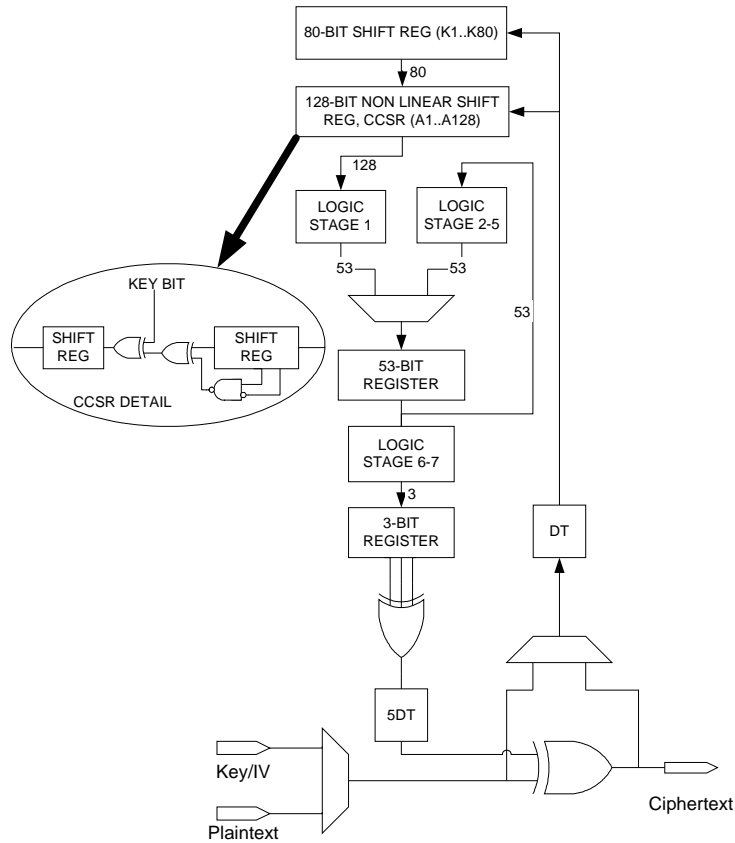 80-BIT SHIFT REG (K1..K80)
80
128-BIT NON LINEAR SHIFT
REG, CCSR (A1..A128)
128
LOGIC
STAGE 1
LOGIC
STAGE 2-5
53
53
53
KEY BIT
SHIFT
REG
SHIFT
REG
CCSR DETAIL
53-BIT
REGISTER
LOGIC
STAGE 6-7
3
3-BIT
REGISTER
DT
5DT
Key/IV
Plaintext
Ciphertext